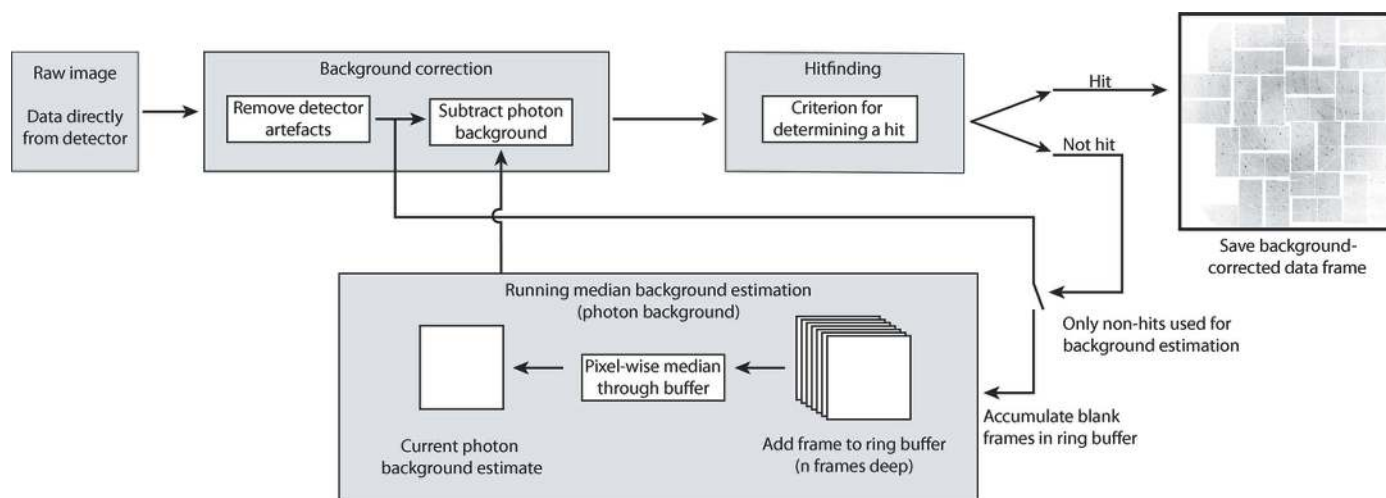 Raw image
Data directly
from detector
Background correction
Remove detector
artefacts
Subtract photon
background
Hitfinding
Criterion for
determining a hit
Hit
Not hit
Save background-
corrected data frame
Only non-hits used for
background estimation
Accumulate blank
frames in ring buffer
Running median background estimation
(photon background)
Pixel-wise median
through buffer
Current photon
background estimate
Add frame to ring buffer
(n frames deep)